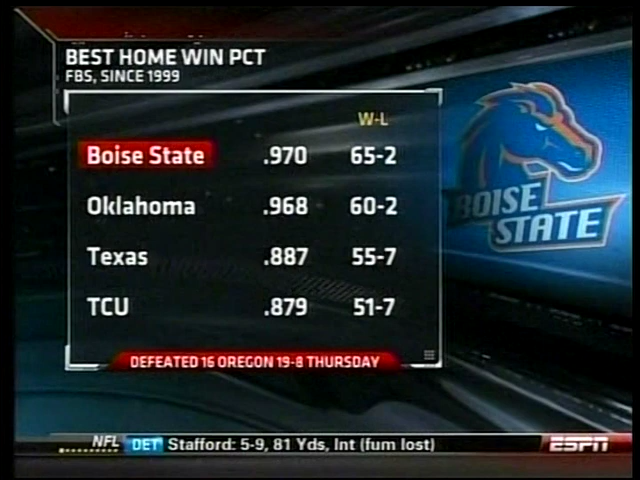 BEST HOME WIN PCT
FBS, SINCE 1999
W-L
Boise State .970 65-2
Oklahoma .968 60-2
Texas .887 55-7
TCU .879 51-7
DEFEATED 16 OREGON 19-8 THURSDAY
BOISE
STATE
NFL DET Stafford: 5-9, 81 Yds, Int (fum lost) ESPN